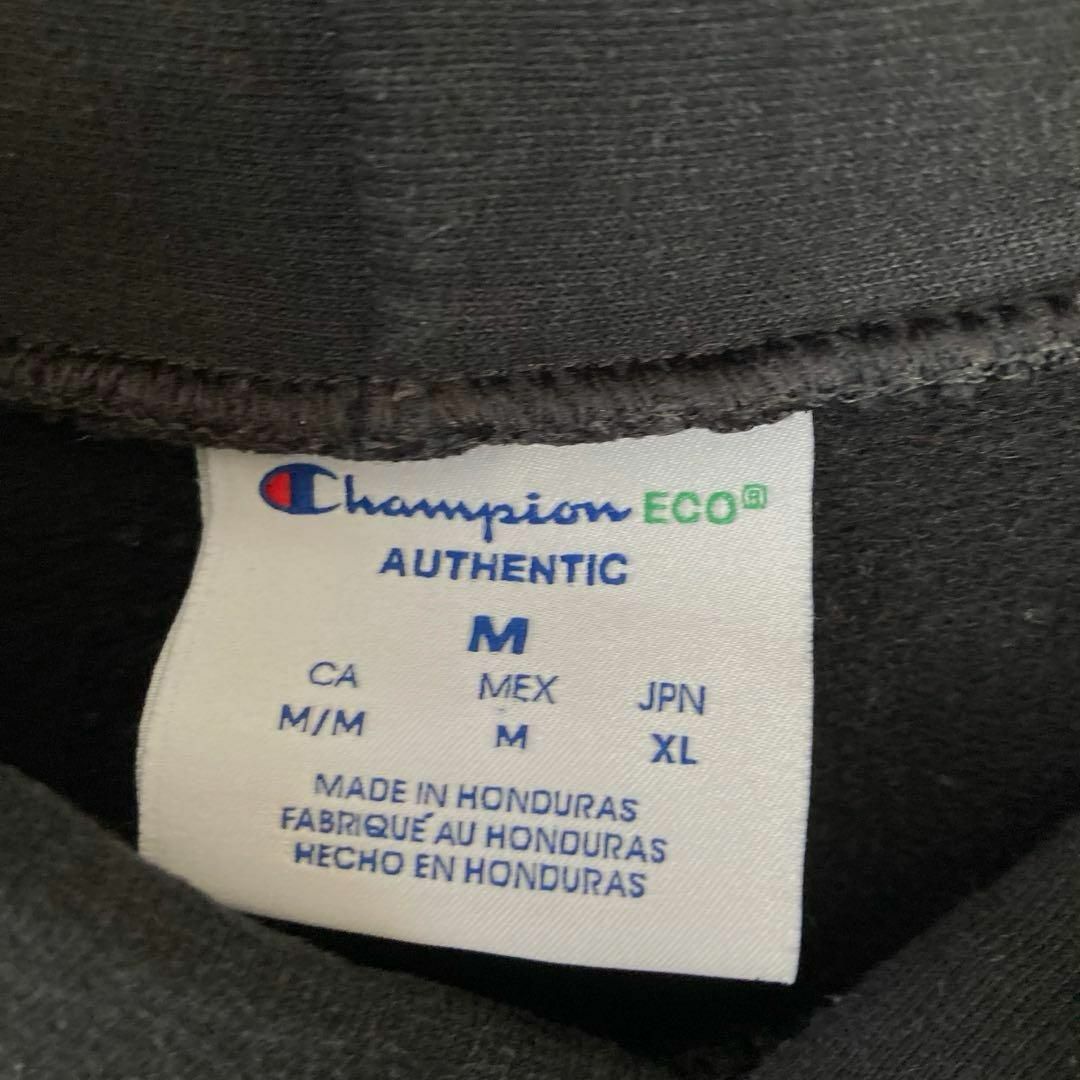 Champion ECO®
AUTHENTIC
M
CA MEX JPN
M/M M XL
MADE IN HONDURAS
FABRIQUÉ AU HONDURAS
HECHO EN HONDURAS